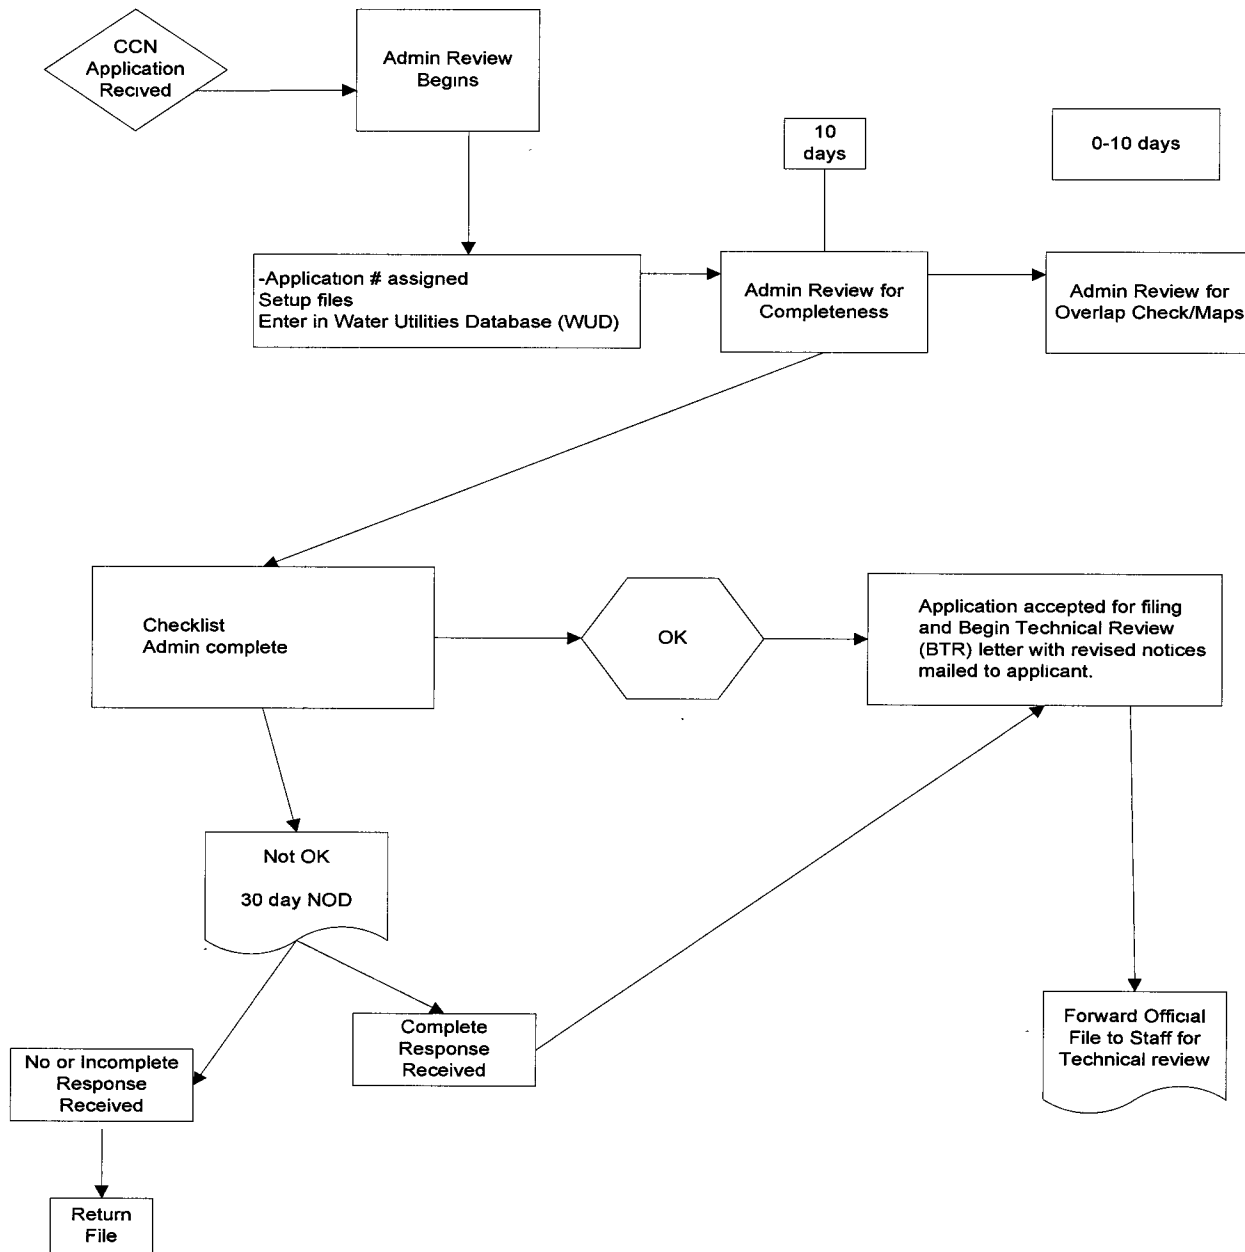 CCN
Application
Recived
Admin Review
Begins
10
days
0-10 days
-Application # assigned
Setup files
Enter in Water Utilities Database (WUD)
Admin Review for
Completeness
Admin Review for
Overlap Check/Maps
Checklist
Admin complete
OK
Application accepted for filing
and Begin Technical Review
(BTR) letter with revised notices
mailed to applicant.
Not OK
30 day NOD
Complete
Response
Received
No or Incomplete
Response
Received
Forward Official
File to Staff for
Technical review
Return
File